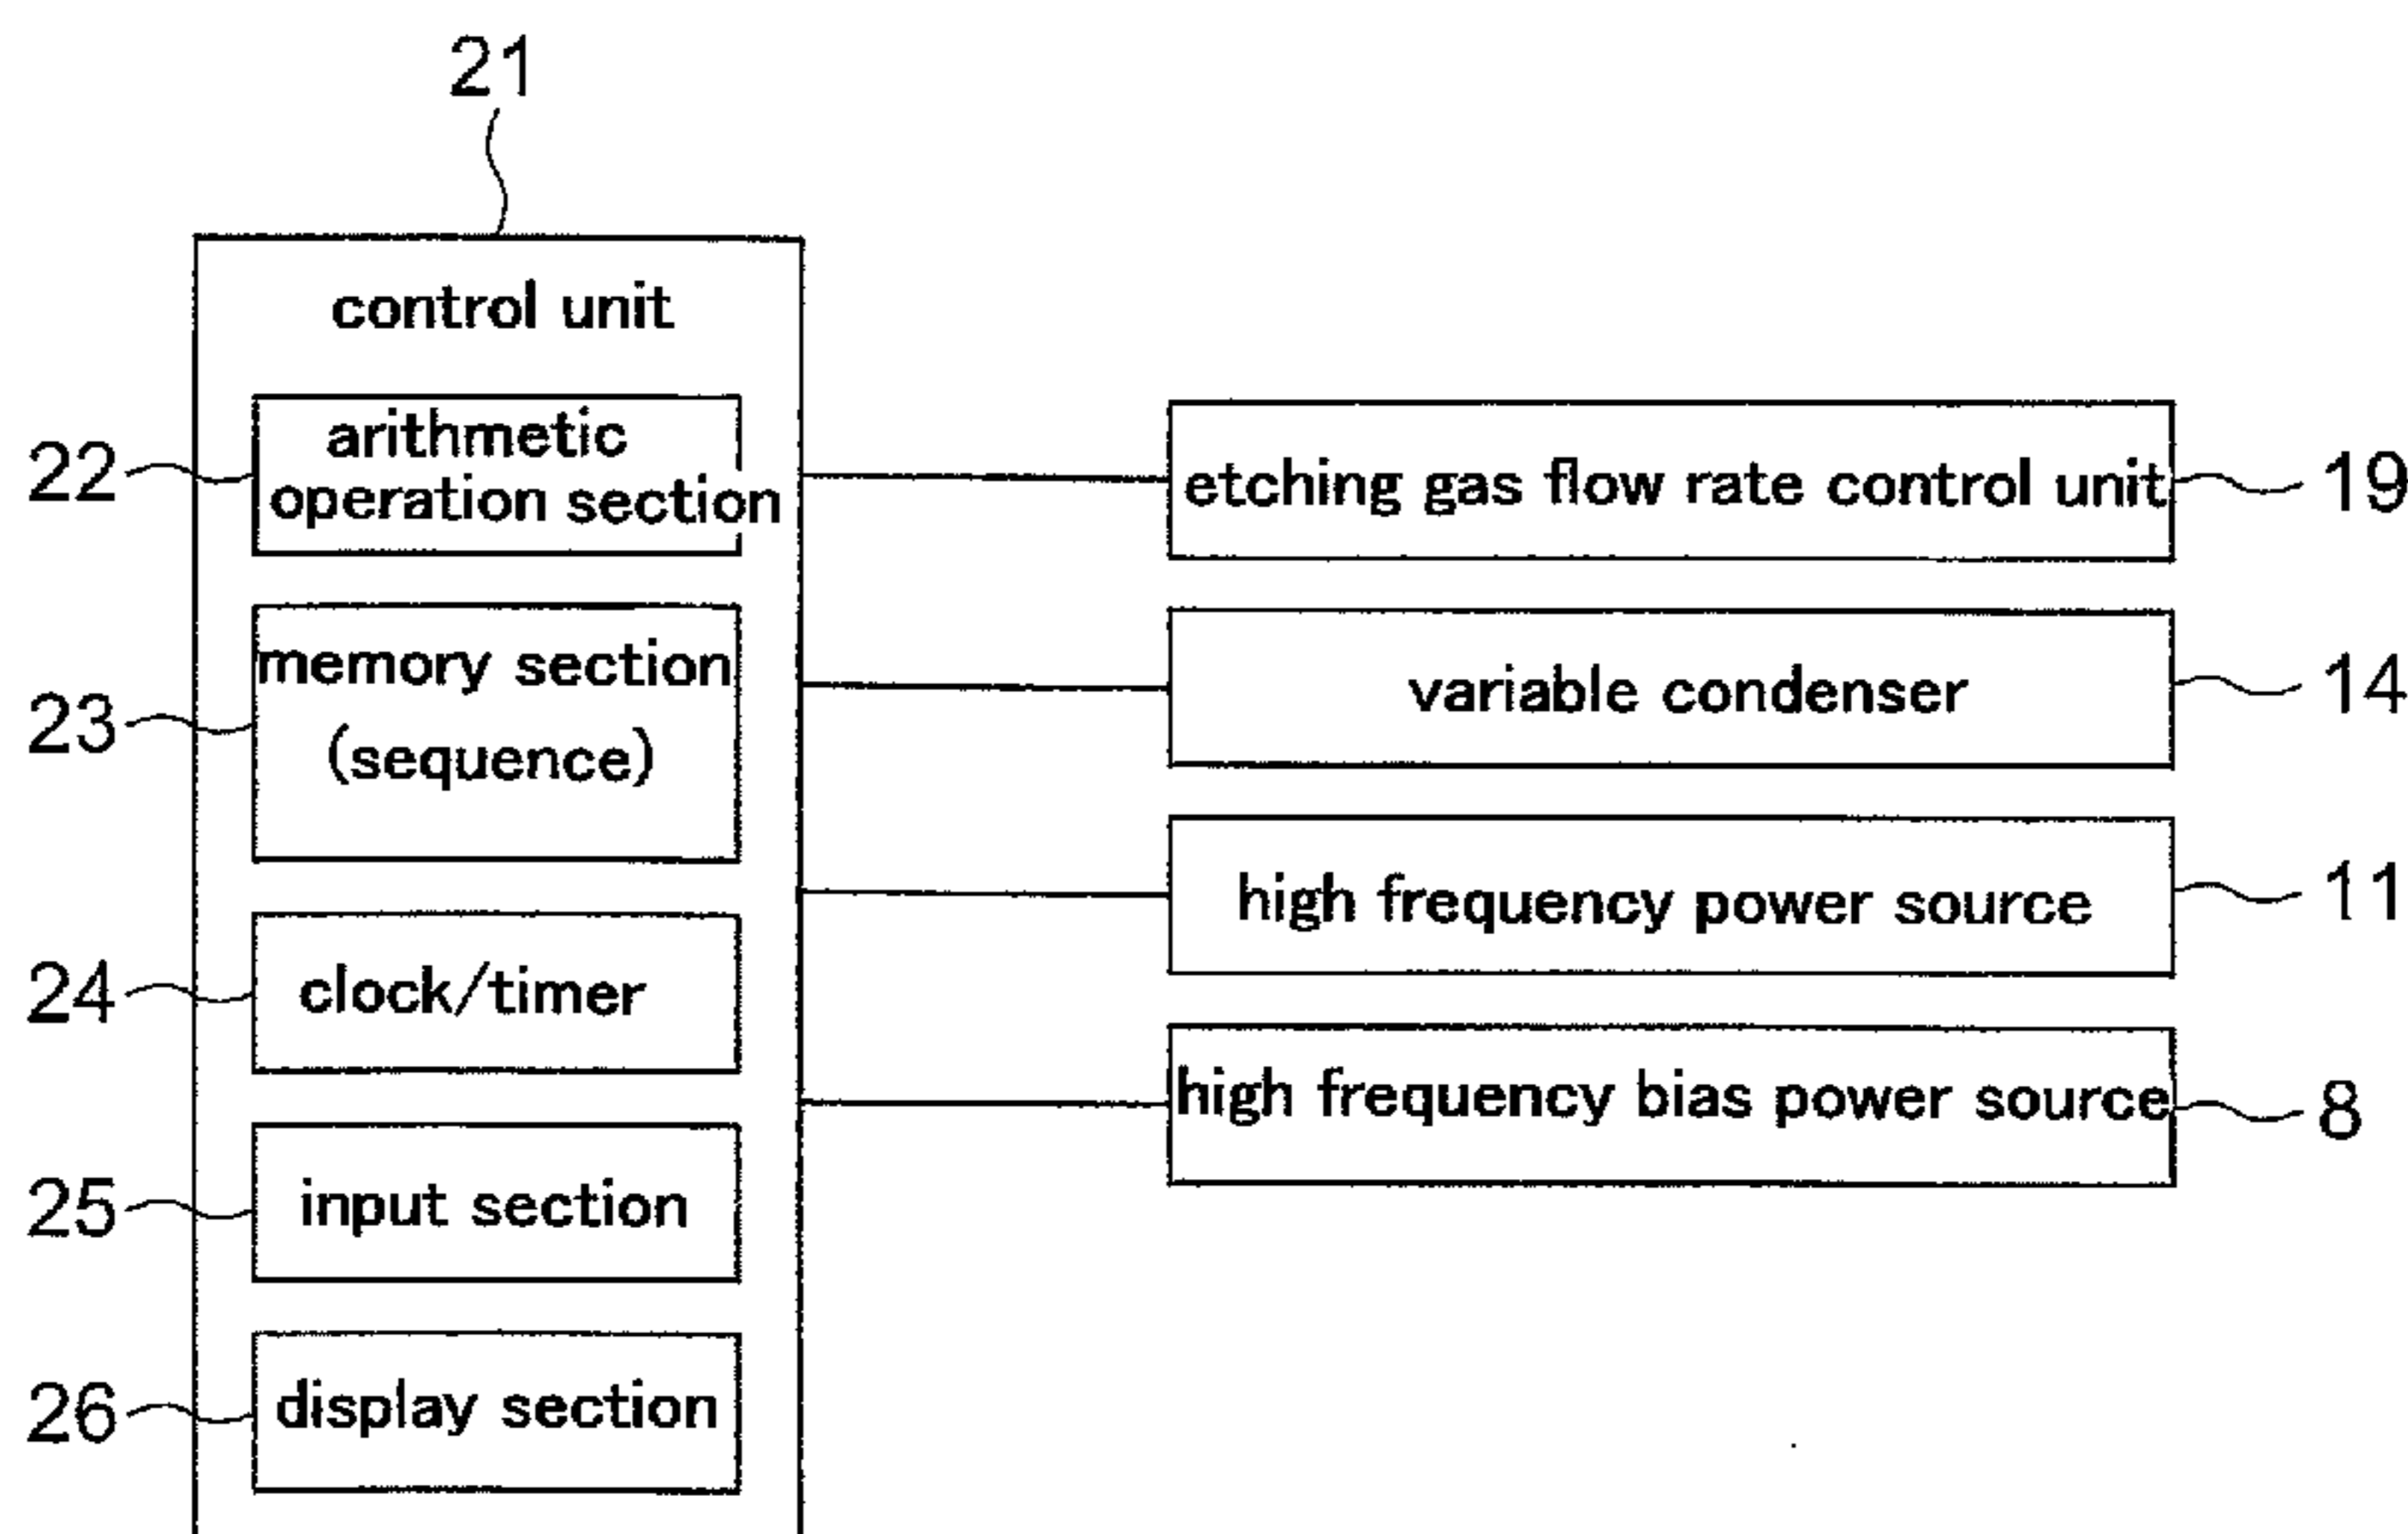 21
control unit
22
arithmetic
operation section
23
memory section
(sequence)
24
clock/timer
25
input section
26
display section
etching gas flow rate control unit
19
variable condenser
14
high frequency power source
11
high frequency bias power source
8